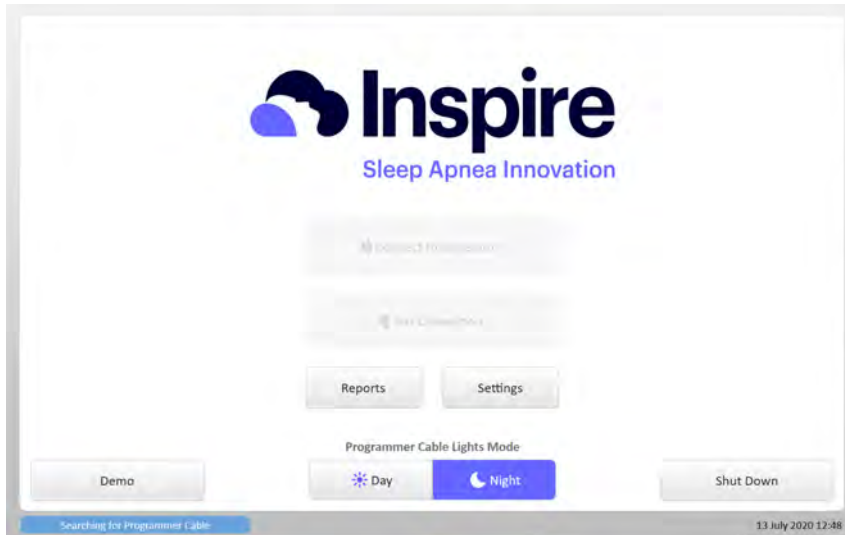 Inspire
Sleep Apnea Innovation
Reports
Settings
Programmer Cable Lights Mode
Demo
Day
Night
Shut Down
Searching for Programmer Cable
13 July 2020 12:48